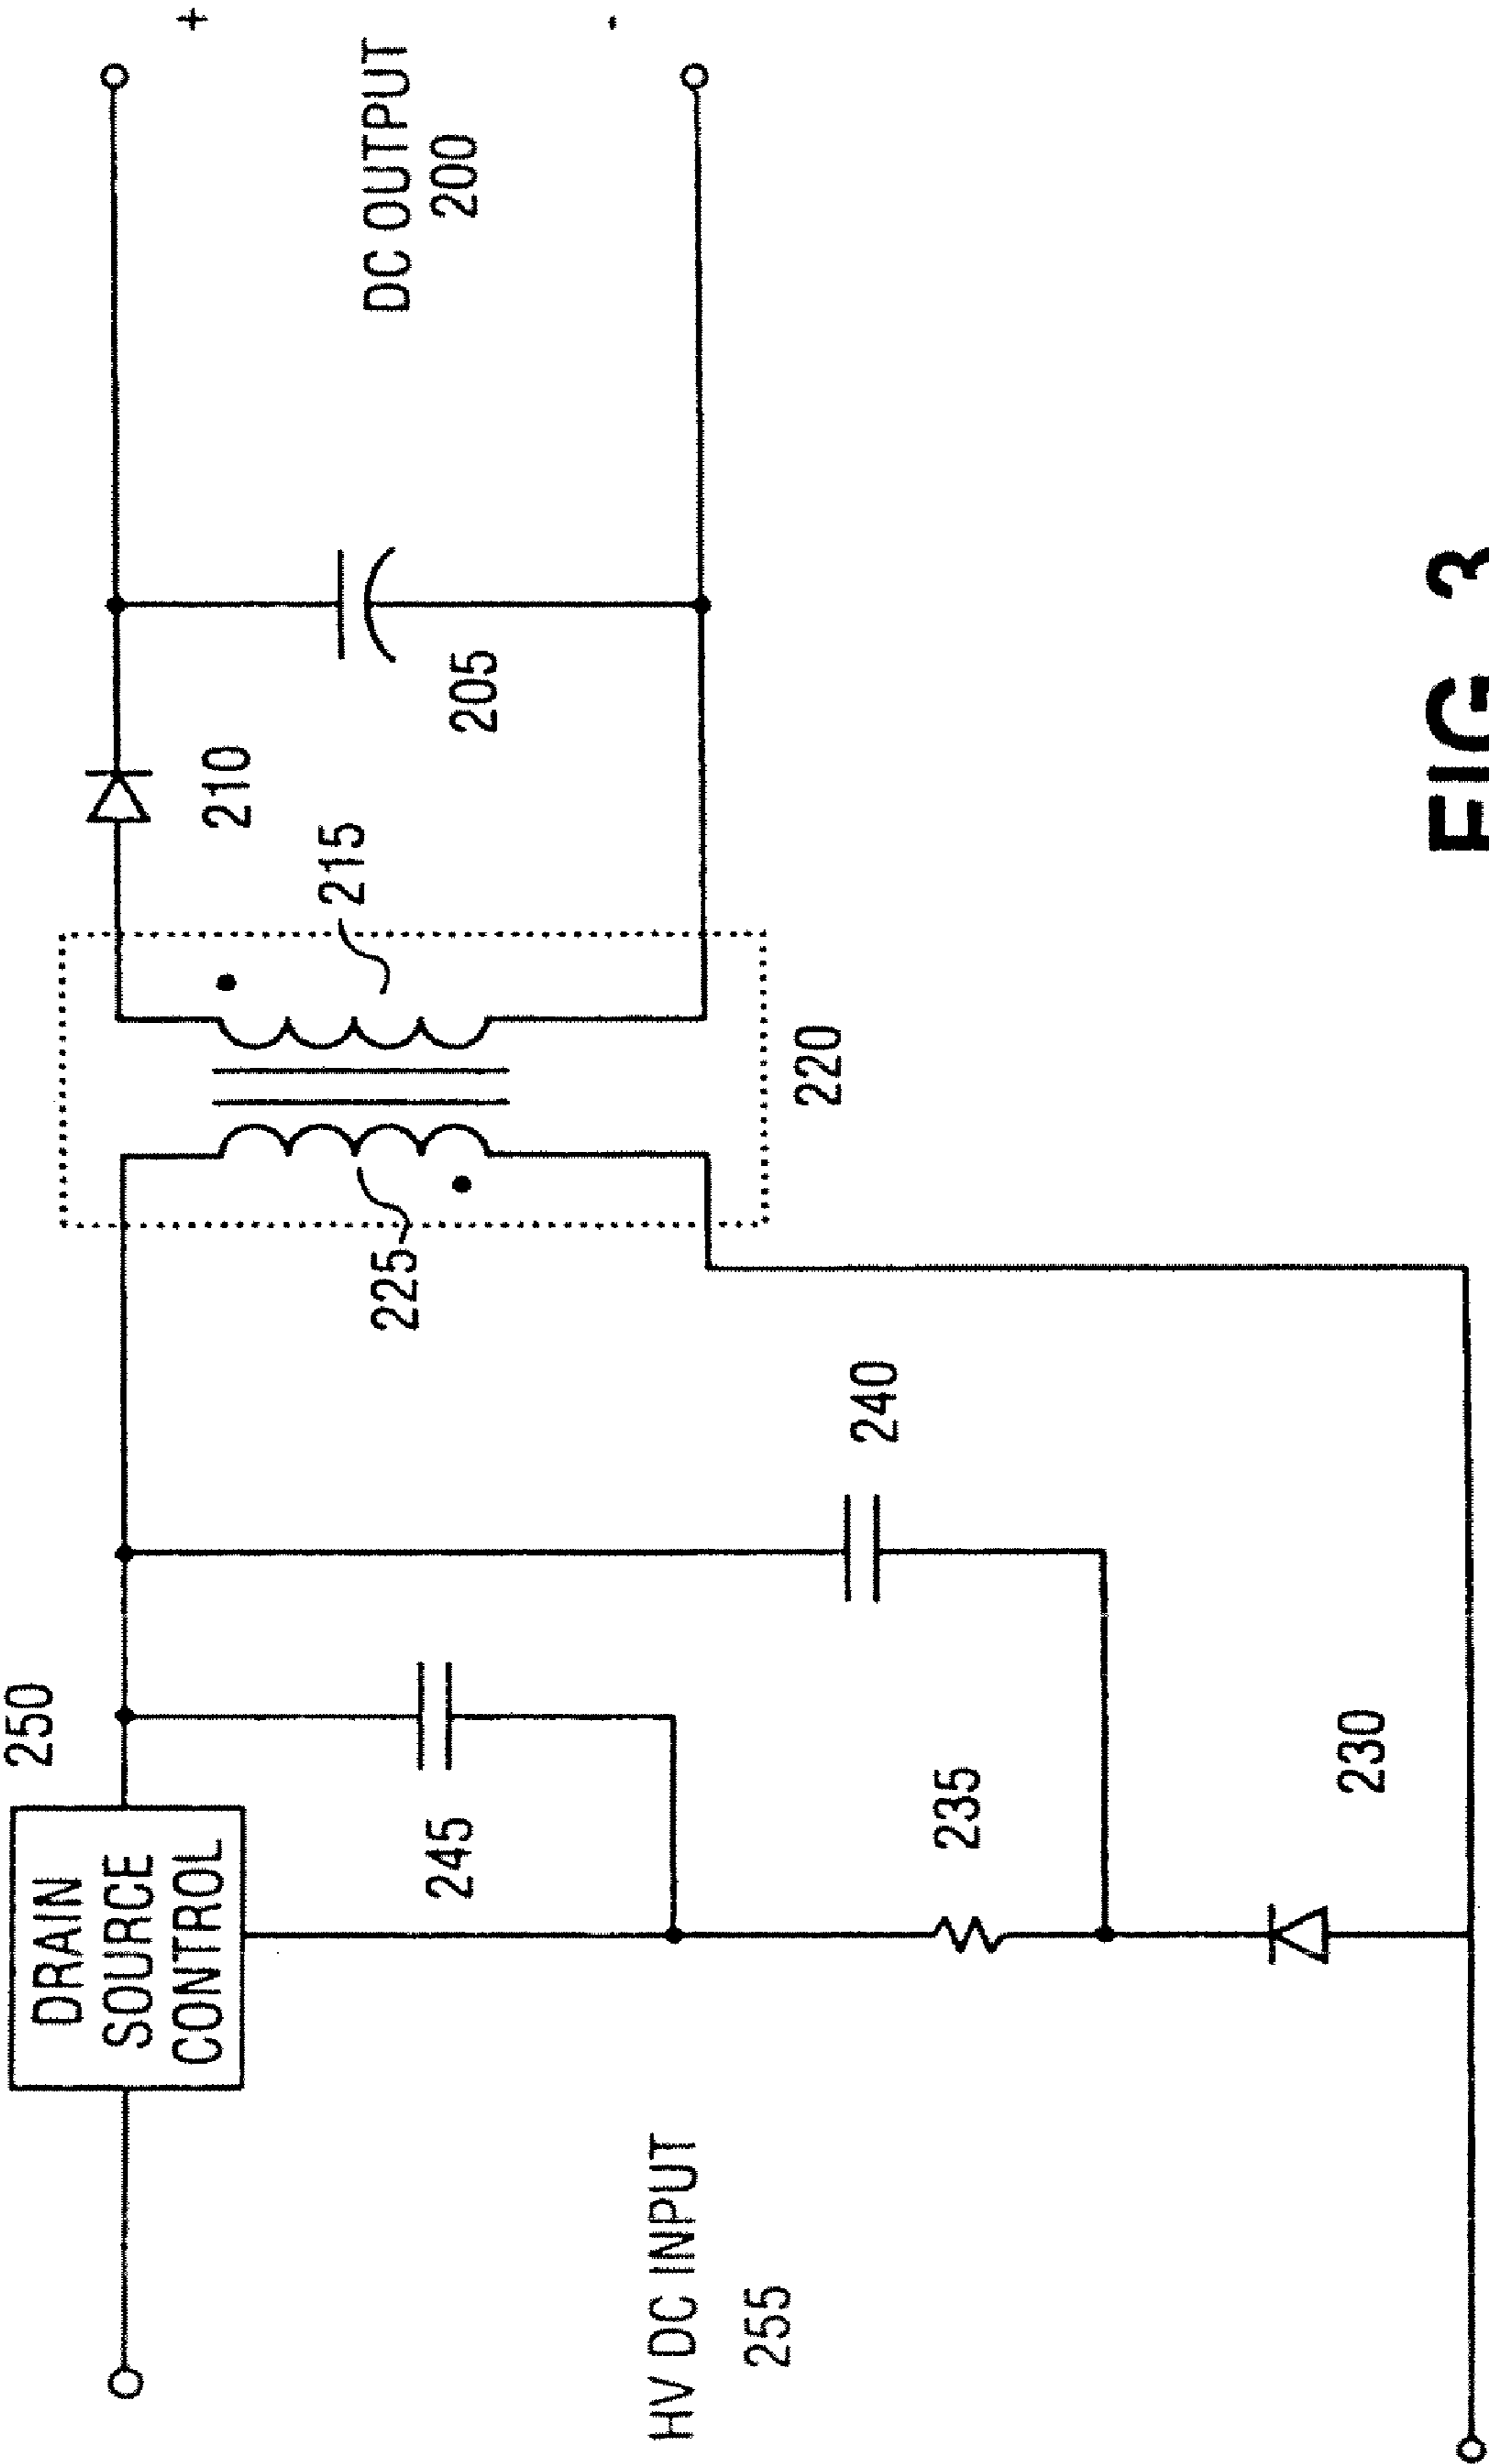 250
DRAIN
SOURCE
CONTROL
245
240
235
230
HV DC INPUT
255
225
215
220
210
205
+
DC OUTPUT
200
-
FIG 3